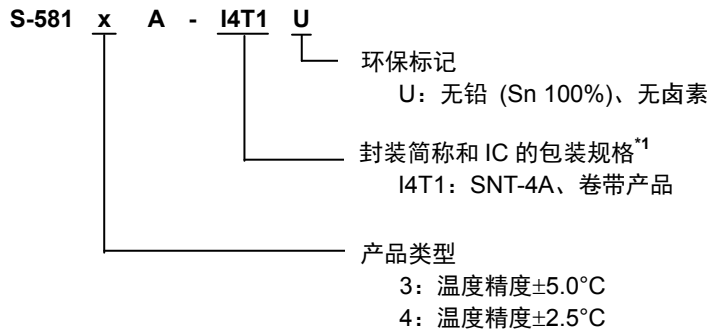 S-581 x A - I4T1 U
环保标记
U：无铅 (Sn 100%)、无卤素
封装简称和 IC 的包装规格*1
I4T1：SNT-4A、卷带产品
产品类型
3：温度精度±5.0°C
4：温度精度±2.5°C